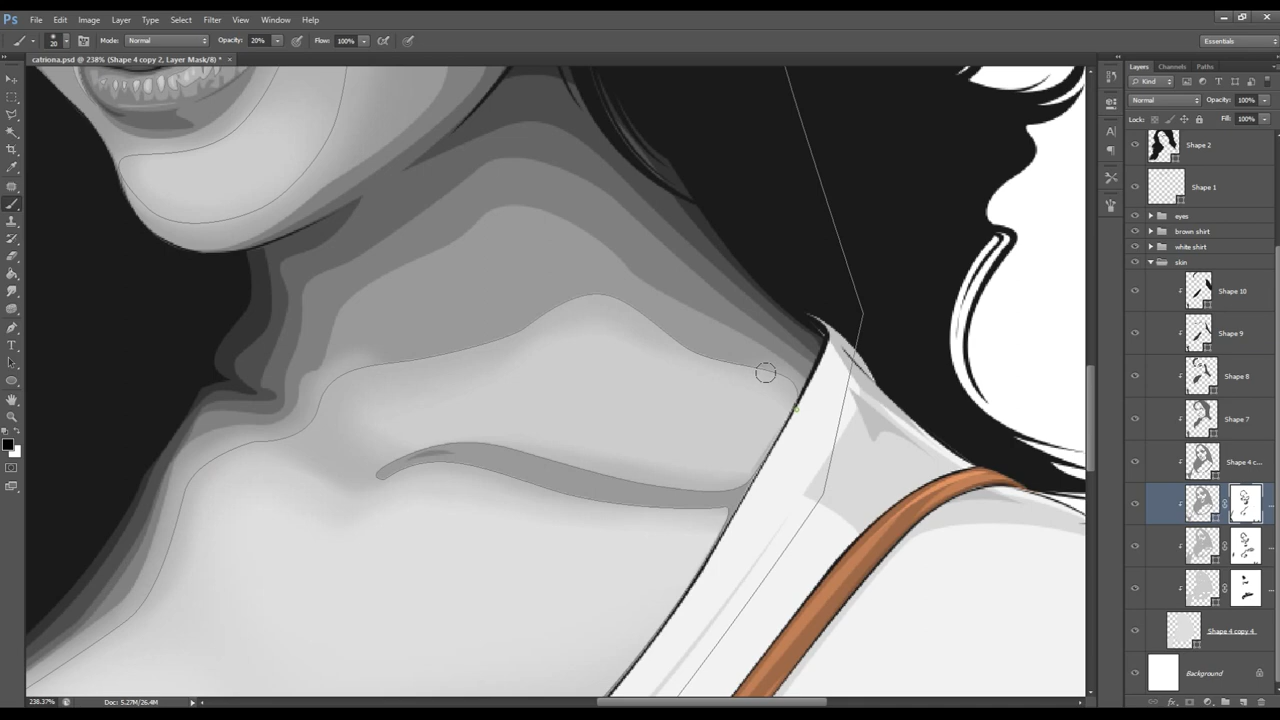 Ps File Edit Image Layer Type Select Filter View Window Help
20 Mode: Normal Opacity: 20% Flow: 100% Essentials
catriona.psd @ 238% (Shape 4 copy 2, Layer Mask/8) * ×
Layers Channels Paths
Kind
Normal Opacity: 100%
Lock: Fill: 100%
Shape 2
Shape 1
eyes
brown shirt
white shirt
skin
Shape 10
Shape 9
Shape 8
Shape 7
Shape 4 c...
Shape 4 copy 4
Background
238.37% Doc: 5.27M/26.4M